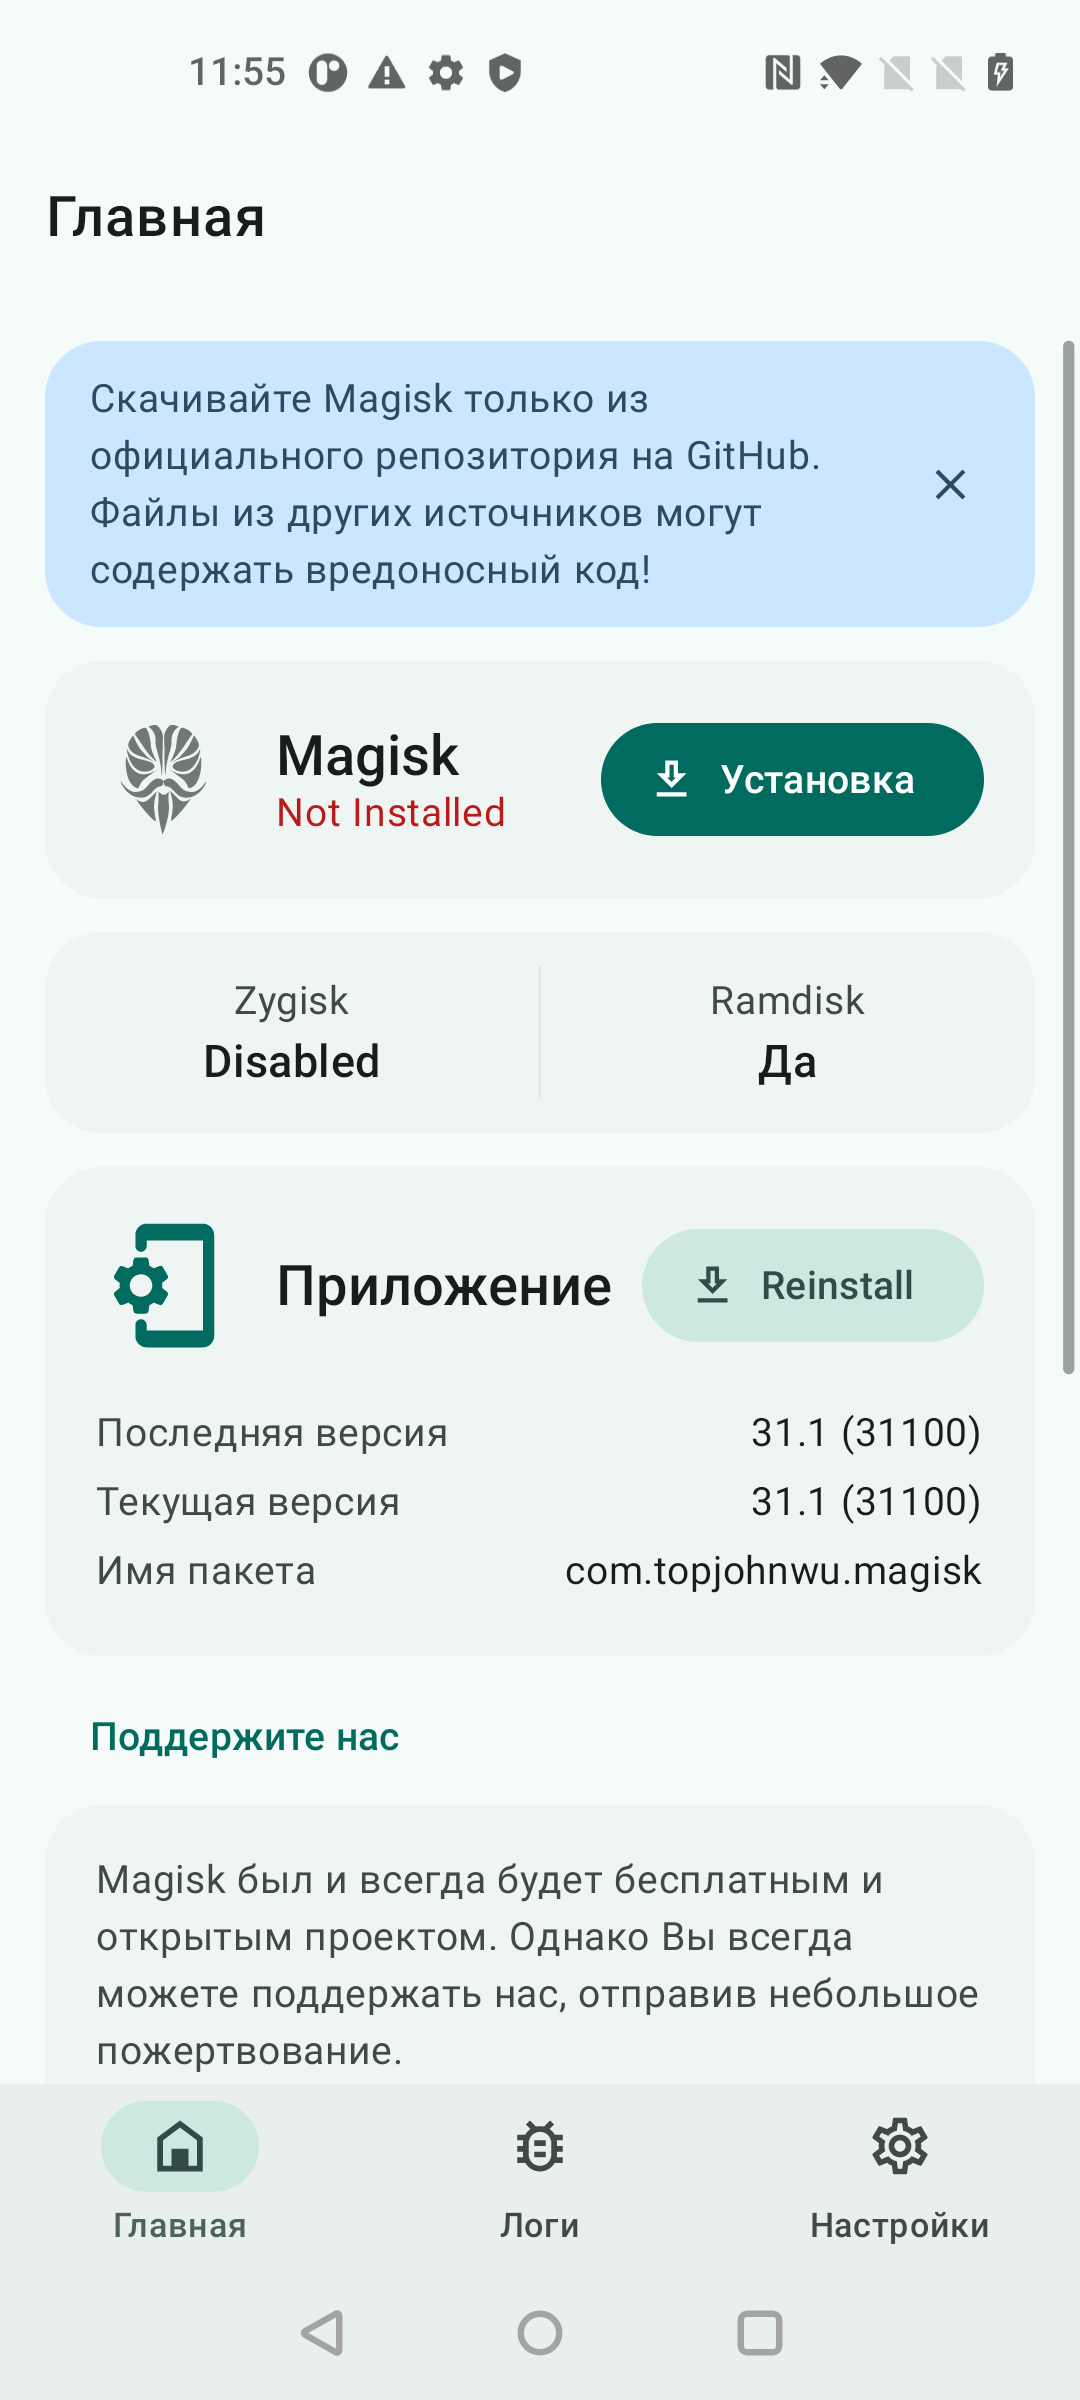 11:55
Главная
Скачивайте Magisk только из
официального репозитория на GitHub.
Файлы из других источников могут
содержать вредоносный код!
Magisk
Not Installed
Установка
Zygisk
Disabled
Ramdisk
Да
Приложение
Reinstall
Последняя версия 31.1 (31100)
Текущая версия 31.1 (31100)
Имя пакета com.topjohnwu.magisk
Поддержите нас
Magisk был и всегда будет бесплатным и
открытым проектом. Однако Вы всегда
можете поддержать нас, отправив небольшое
пожертвование.
Главная
Логи
Настройки